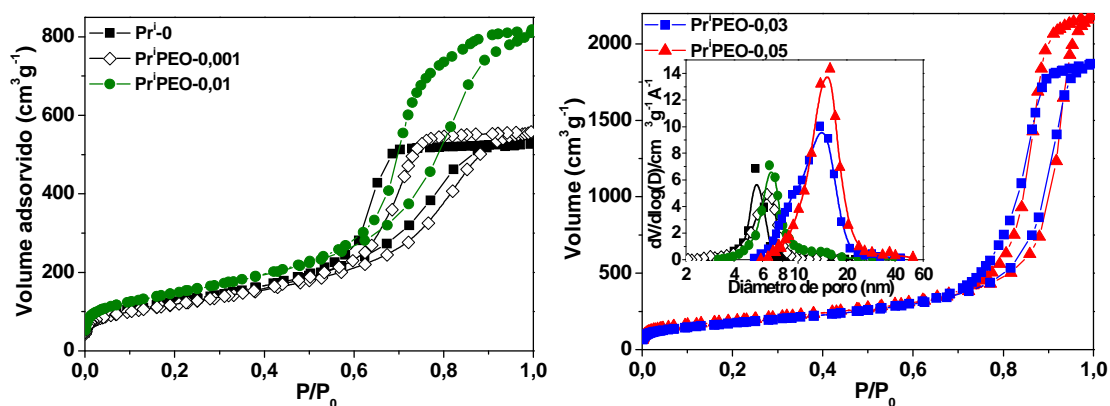 Volume adsorvido (cm³g⁻¹)
800
600
400
200
0
Prⁱ-0
PrⁱPEO-0,001
PrⁱPEO-0,01
0,0 0,2 0,4 0,6 0,8 1,0
P/P₀
Volume (cm³g⁻¹)
2000
1500
1000
500
0
PrⁱPEO-0,03
PrⁱPEO-0,05
dV/dlog(D)/cm³g⁻¹A⁻¹
14
12
10
8
6
4
2
0
2 4 6 8 10 20 40 60
Diâmetro de poro (nm)
0,0 0,2 0,4 0,6 0,8 1,0
P/P₀